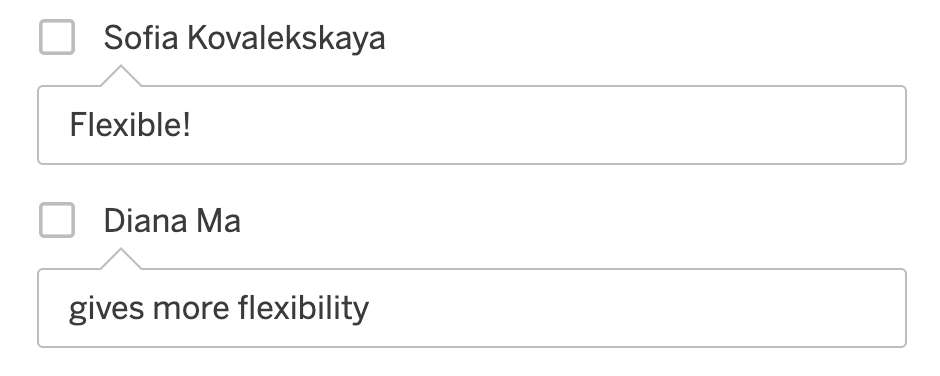 Sofia Kovalekskaya
Flexible!
Diana Ma
gives more flexibility